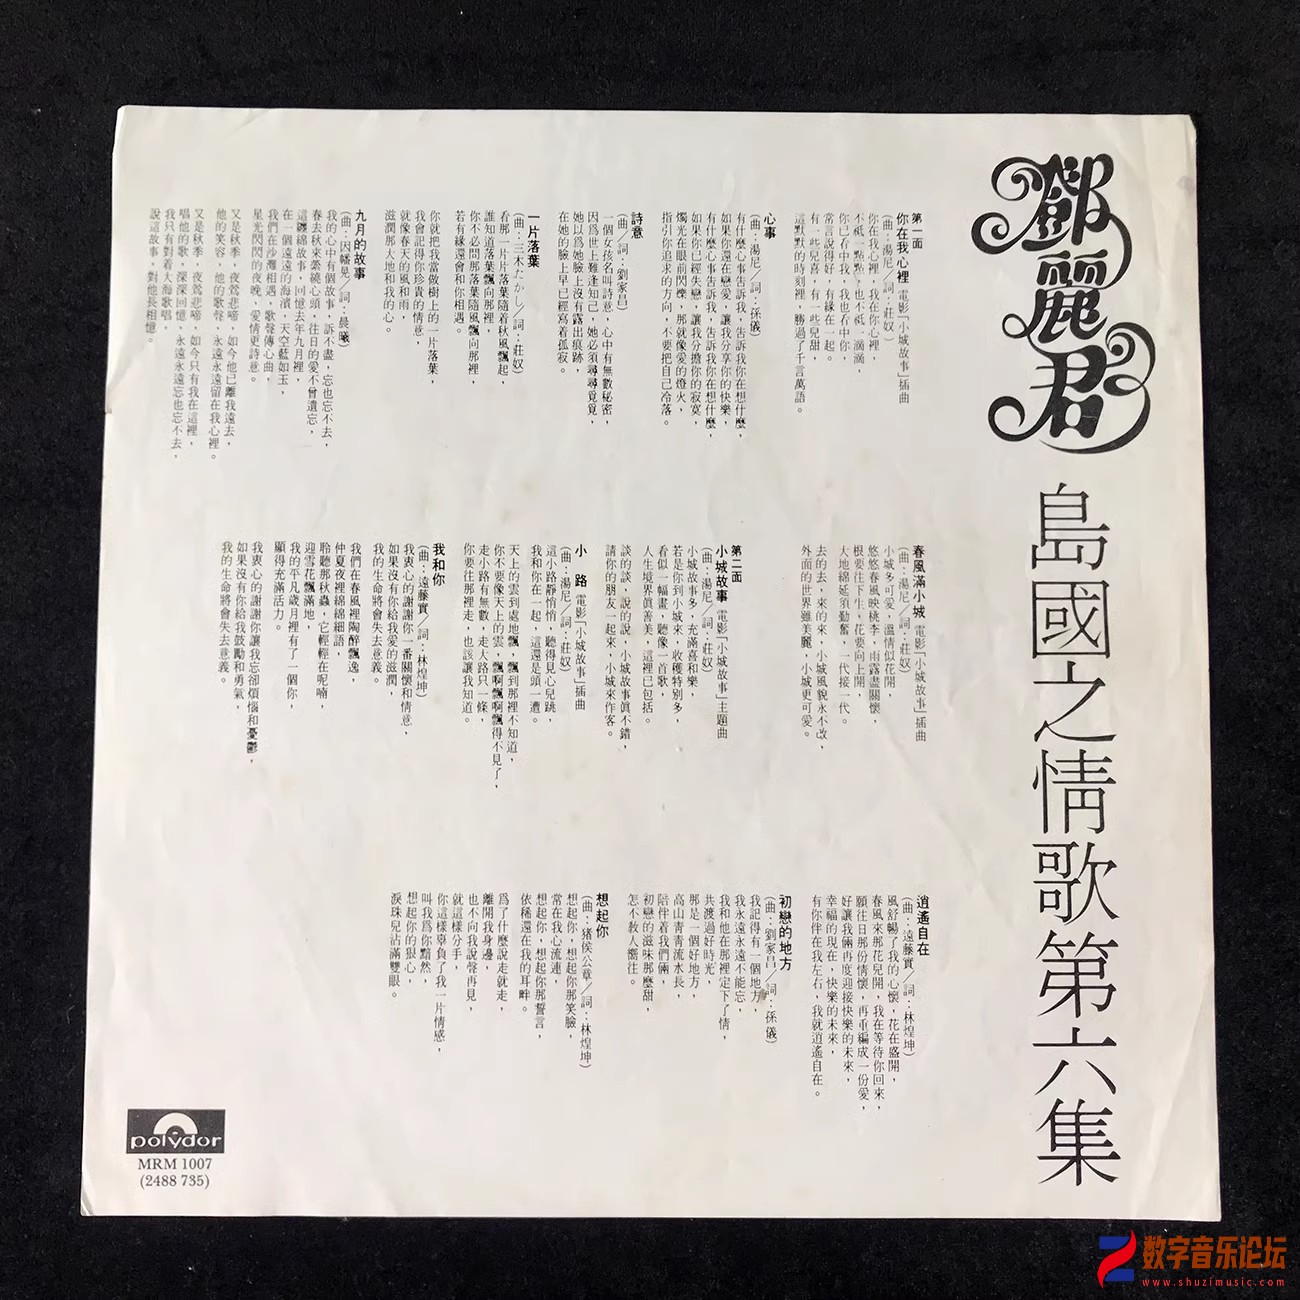 鄧麗君
島國之情歌第六集
第一面
你在我心裡 電影「小城故事」插曲
(曲：湯尼／詞：莊奴)
你在我心裡，我在你心裡，
不祗一點點，也不祗一滴滴，
你已看中我，我也看中你，
常言說得好，有緣在一起。
有一些兒喜，有一些兒甜，
這默默的時刻裡，勝過了千言萬語。
心事
(曲：湯尼／詞：孫儀)
有什麼心事告訴我，告訴我你在想什麼，
如果你還在戀愛，讓我分享你的快樂，
有什麼心事告訴我，告訴我你在想什麼，
如果你已經失戀，讓我分擔你的寂寞，
燭光在眼前閃爍，那就像愛的燈火，
指引你追求的方向，不要把自己冷落。
詩意
(曲／詞：劉家昌)
一個女孩名叫詩意，心中有無數秘密，
因為世上難逢知己，她必須尋尋覓覓，
她以為她臉上沒有露出痕跡，
在她的臉上早已經寫着孤寂。
一片落葉
(曲：三木たかし／詞：莊奴)
看那一片片落葉隨着秋風飄起，
誰知道落葉飄向那裡，
你不必問那落葉隨風飄向那裡，
若有緣還會和你相遇。
你就把我當做樹上的一片落葉，
我會記得你珍貴的情意，
就像春天的風和雨，
滋潤那大地和我的心。
九月的故事
(曲：因幡晃／詞：晨曦)
我的心中有個故事，訴不盡，忘也忘不去，
春去秋來縈繞心頭，往日的愛不曾遺忘，
這纏綿故事，回憶去年九月裡，
在一個遠遠的海濱，天空藍如玉，
我們在沙灘相遇，歌聲傳心曲，
星光閃閃的夜晚，愛情更詩意。
又是秋季，夜鶯悲啼，如今他已離我遠去，
他的笑容，他的歌聲，永遠永遠留在我心裡。
又是秋季，夜鶯悲啼，如今只有我在這裡，
唱他的歌，深深回憶，永遠永遠忘也忘不去，
我只有對着大海歌唱，
說這故事，對他長相憶。
春風滿小城 電影「小城故事」插曲
(曲：湯尼／詞：莊奴)
小城多可愛，溫情似花開，
悠悠春風映桃李，雨露盡關懷，
根要往下生，花要向上開，
大地綿延須勤奮，一代接一代。
去的去，來的來，小城風貌永不改，
外面的世界雖美麗，小城更可愛。
第二面
小城故事 電影「小城故事」主題曲
(曲：湯尼／詞：莊奴)
小城故事多，充滿喜和樂，
若是你到小城來，收穫特別多，
看似一幅畫，聽像一首歌，
人生境界眞善美，這裡已包括。
談的談，說的說，小城故事眞不錯，
請你的朋友一起來，小城來作客。
小 路 電影「小城故事」插曲
(曲：湯尼／詞：莊奴)
這小路靜悄悄，聽得見心兒跳，
我和你在一起，這還是頭一遭。
天上的雲到處地飄，飄到那裡不知道，
你不要像天上的雲，飄啊飄啊飄得不見了，
走小路有無數，走大路只一條，
你要往那裡走，也該讓我知道。
我和你
(曲：遠藤實／詞：林煌坤)
我衷心的謝謝你，一番關懷和情意，
如果沒有你給我愛的滋潤，
我的生命將會失去意義。
我們在春風裡陶醉飄逸，
仲夏夜裡綿綿細語，
聆聽那秋蟲，它輕輕在呢喃，
迎雪花飄滿地，
我的平凡歲月裡有了一個你，
顯得充滿活力。
我衷心的謝謝你讓我忘卻煩惱和憂鬱，
如果沒有你給我鼓勵和勇氣，
我的生命將會失去意義。
逍遙自在
(曲：遠藤實／詞：林煌坤)
風舒暢了我的心懷，花在盛開，
春風來那花兒開，我在等待你回來，
願往日那份情懷，再重編成一份愛，
好讓我倆再度迎接快樂的未來，
幸福的現在，快樂的未來，
有你伴在我左右，我就逍遙自在。
初戀的地方
(曲：劉家昌／詞：孫儀)
我記得有一個地方，
我永遠永遠不能忘，
我和他在那裡定下了情，
共渡過好時光，
那是一個好地方，
高山青青流水長，
陪伴着我們倆，
初戀的滋味那麼甜，
怎不教人嚮往。
想起你
(曲：猪俣公章／詞：林煌坤)
想起你，想起你那笑臉，
常在我心流連，
想起你，想起你那誓言，
依稀還在我的耳畔。
爲了什麼說走就走，
離開我身邊，
也不向我說聲再見，
就這樣分手，
你這樣辜負了我一片情感，
叫我爲你黯然，
想起你的狠心，
淚珠兒沾滿雙眼。
polydor
MRM 1007
(2488 735)
数字音乐论坛
www.shuzimusic.com